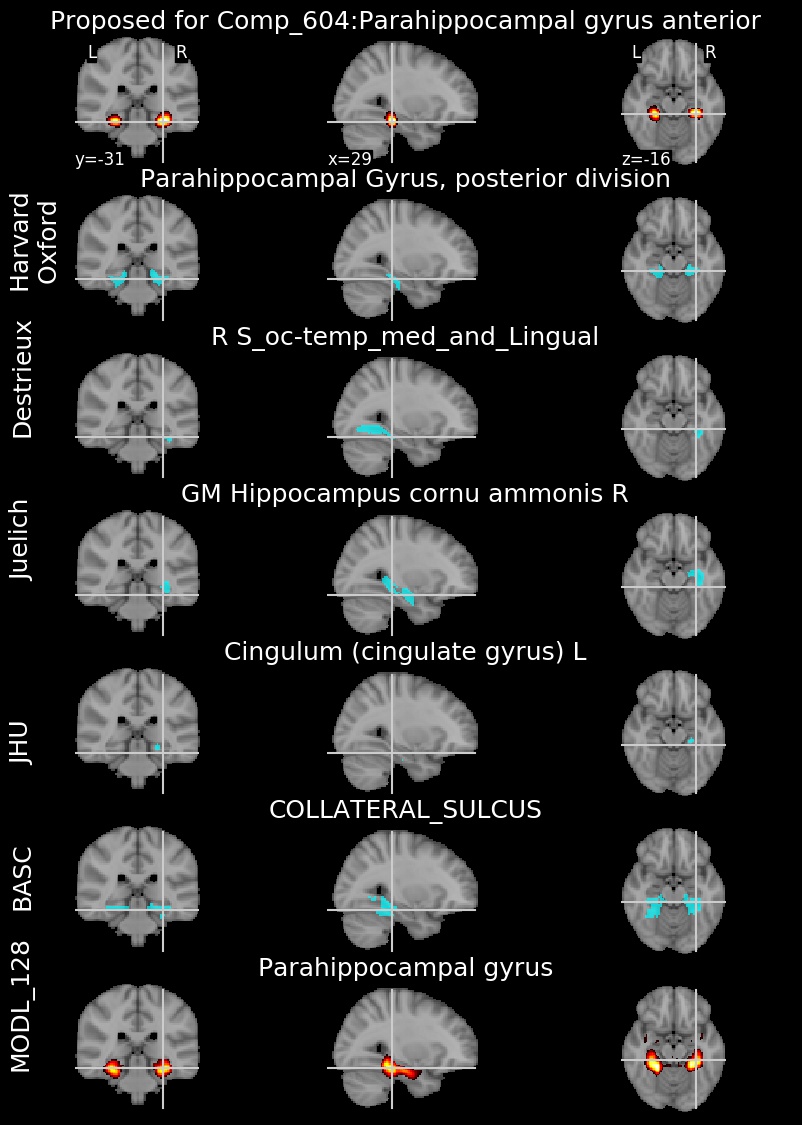 Proposed for Comp_604:Parahippocampal gyrus anterior
L R
L R
y=-31 x=29 z=-16
Parahippocampal Gyrus, posterior division
Harvard
Oxford
R S_oc-temp_med_and_Lingual
Destrieux
GM Hippocampus cornu ammonis R
Juelich
Cingulum (cingulate gyrus) L
JHU
COLLATERAL_SULCUS
BASC
Parahippocampal gyrus
MODL_128